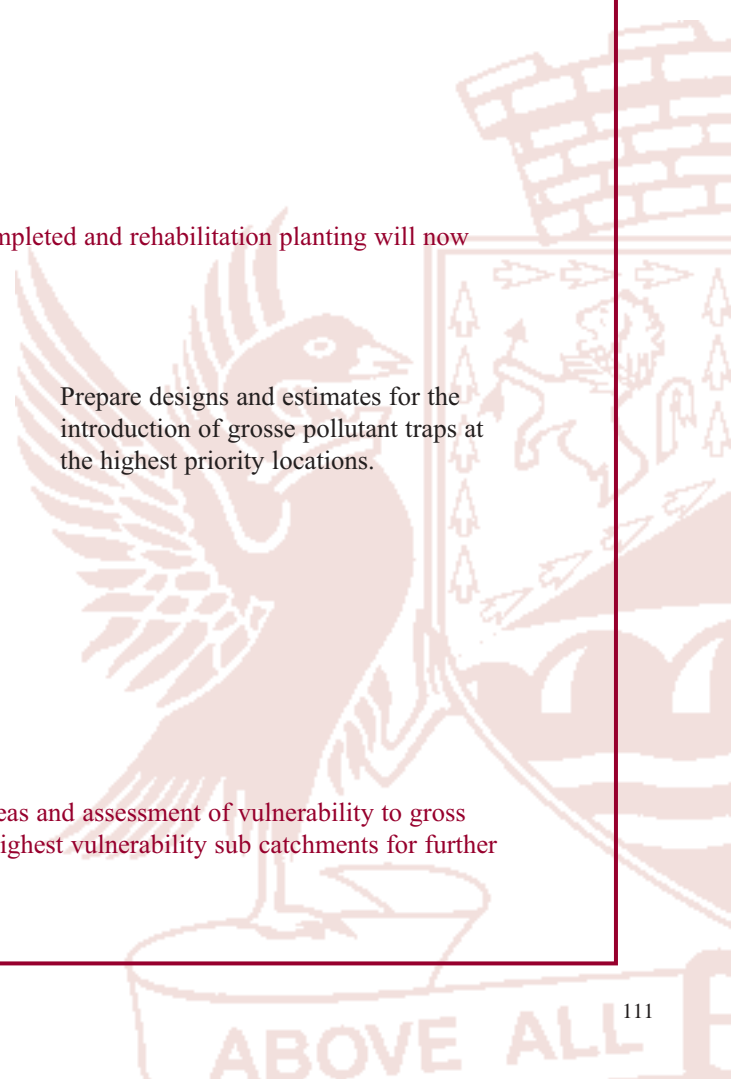 mpleted and rehabilitation planting will now
Prepare designs and estimates for the
introduction of grosse pollutant traps at
the highest priority locations.
eas and assessment of vulnerability to gross
ighest vulnerability sub catchments for further
111
ABOVE ALL